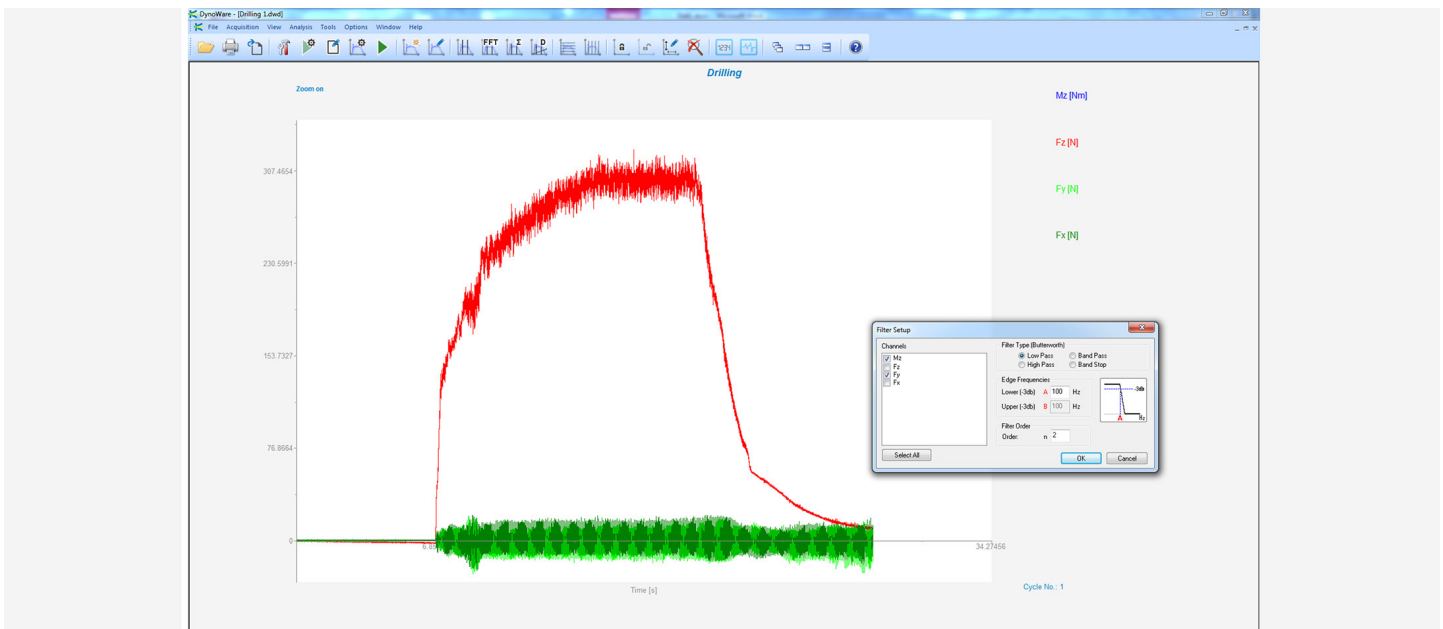 DynoWare - [Drilling 1.dwd]
File Acquisition View Analysis Tools Options Window Help
FFT Σ D
1234
Drilling
Zoom on
Mz [Nm]
Fz [N]
Fy [N]
Fx [N]
307.4654
230.5991
153.7327
76.8664
0
34.27456
Time [s]
Cycle No.: 1
Filter Setup
Channels
Mz
Fz
Fy
Fx
Select All
Filter Type (Butterworth)
Low Pass Band Pass
High Pass Band Stop
Edge Frequencies
Lower (-3db) A 100 Hz
Upper (-3db) B 100 Hz
Filter Order
Order: n 2
-3db
A Hz
OK Cancel